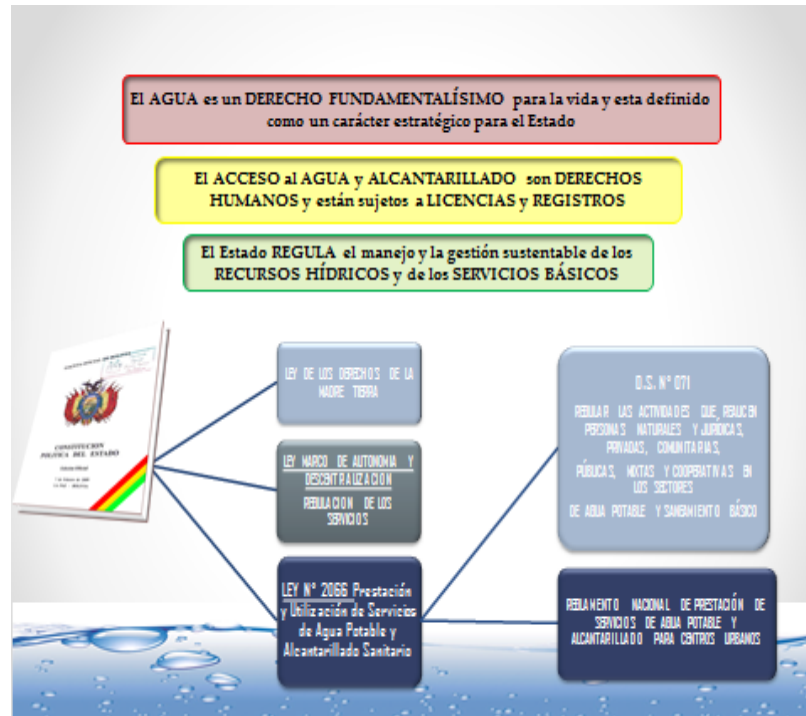 El AGUA es un DERECHO FUNDAMENTALÍSIMO para la vida y esta definido
como un carácter estratégico para el Estado
El ACCESO al AGUA y ALCANTARILLADO son DERECHOS
HUMANOS y están sujetos a LICENCIAS y REGISTROS
El Estado REGULA el manejo y la gestión sustentable de los
RECURSOS HÍDRICOS y de los SERVICIOS BÁSICOS
CONSTITUCION
POLITICA DEL ESTADO
LEY DE LOS DERECHOS DE LA
MADRE TIERRA
LEY MARCO DE AUTONOMIA Y
DESCENTRALIZACION
REGULACION DE LOS
SERVICIOS
LEY N° 2066 Prestación
y Utilización de Servicios
de Agua Potable y
Alcantarillado Sanitario
D.S. N° 071
REGULAR LAS ACTIVIDADES QUE, REALICEN
PERSONAS NATURALES Y JURÍDICAS,
PRIVADAS, COMUNITARIAS,
PÚBLICAS, MIXTAS Y COOPERATIVAS EN
LOS SECTORES
DE AGUA POTABLE Y SANEAMIENTO BÁSICO
REGLAMENTO NACIONAL DE PRESTACIÓN DE
SERVICIOS DE AGUA POTABLE Y
ALCANTARILLADO PARA CENTROS URBANOS